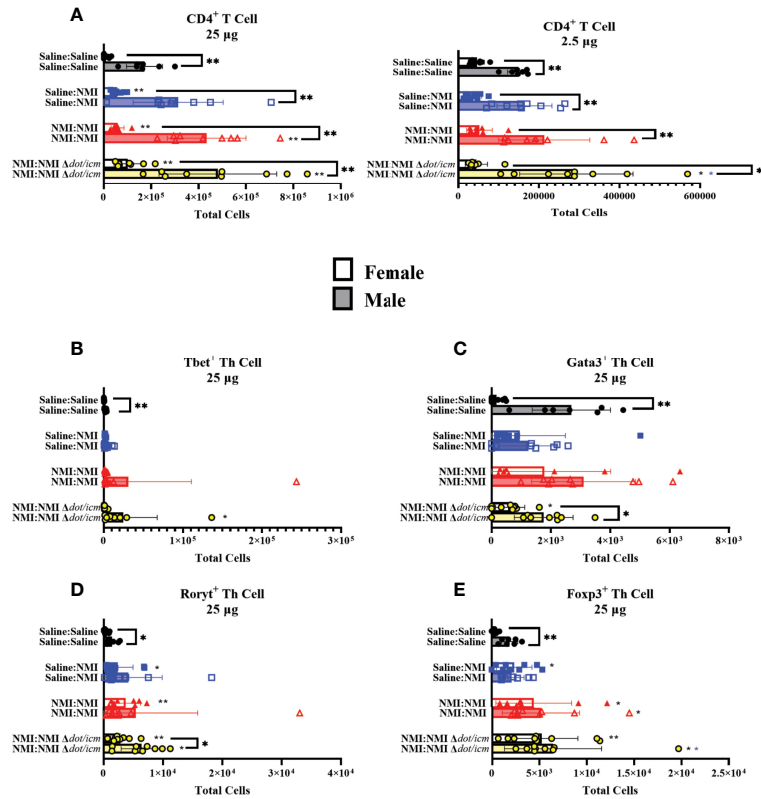 A
CD4⁺ T Cell
25 µg
Saline:Saline
Saline:Saline
**
Saline:NMI
Saline:NMI
**
**
NMI:NMI
NMI:NMI
**
**
**
NMI:NMI Δdot/icm
NMI:NMI Δdot/icm
**
**
**
0 2×10⁵ 4×10⁵ 6×10⁵ 8×10⁵ 1×10⁶
Total Cells
CD4⁺ T Cell
2.5 µg
Saline:Saline
Saline:Saline
**
Saline:NMI
Saline:NMI
**
NMI:NMI
NMI:NMI
**
NMI:NMI Δdot/icm
NMI:NMI Δdot/icm
* *
*
0 200000 400000 600000
Total Cells
Female
Male
B
Tbet⁺ Th Cell
25 µg
Saline:Saline
Saline:Saline
**
Saline:NMI
Saline:NMI
NMI:NMI
NMI:NMI
NMI:NMI Δdot/icm
NMI:NMI Δdot/icm
*
0 1×10⁵ 2×10⁵ 3×10⁵
Total Cells
C
Gata3⁺ Th Cell
25 µg
Saline:Saline
Saline:Saline
**
Saline:NMI
Saline:NMI
NMI:NMI
NMI:NMI
NMI:NMI Δdot/icm
NMI:NMI Δdot/icm
*
*
0 2×10³ 4×10³ 6×10³ 8×10³
Total Cells
D
Roryt⁺ Th Cell
25 µg
Saline:Saline
Saline:Saline
*
Saline:NMI
Saline:NMI
*
NMI:NMI
NMI:NMI
**
NMI:NMI Δdot/icm
NMI:NMI Δdot/icm
**
*
*
0 1×10⁴ 2×10⁴ 3×10⁴ 4×10⁴
Total Cells
E
Foxp3⁺ Th Cell
25 µg
Saline:Saline
Saline:Saline
**
Saline:NMI
Saline:NMI
*
NMI:NMI
NMI:NMI
*
*
NMI:NMI Δdot/icm
NMI:NMI Δdot/icm
**
* *
0 5×10³ 1×10⁴ 1.5×10⁴ 2×10⁴ 2.5×10⁴
Total Cells